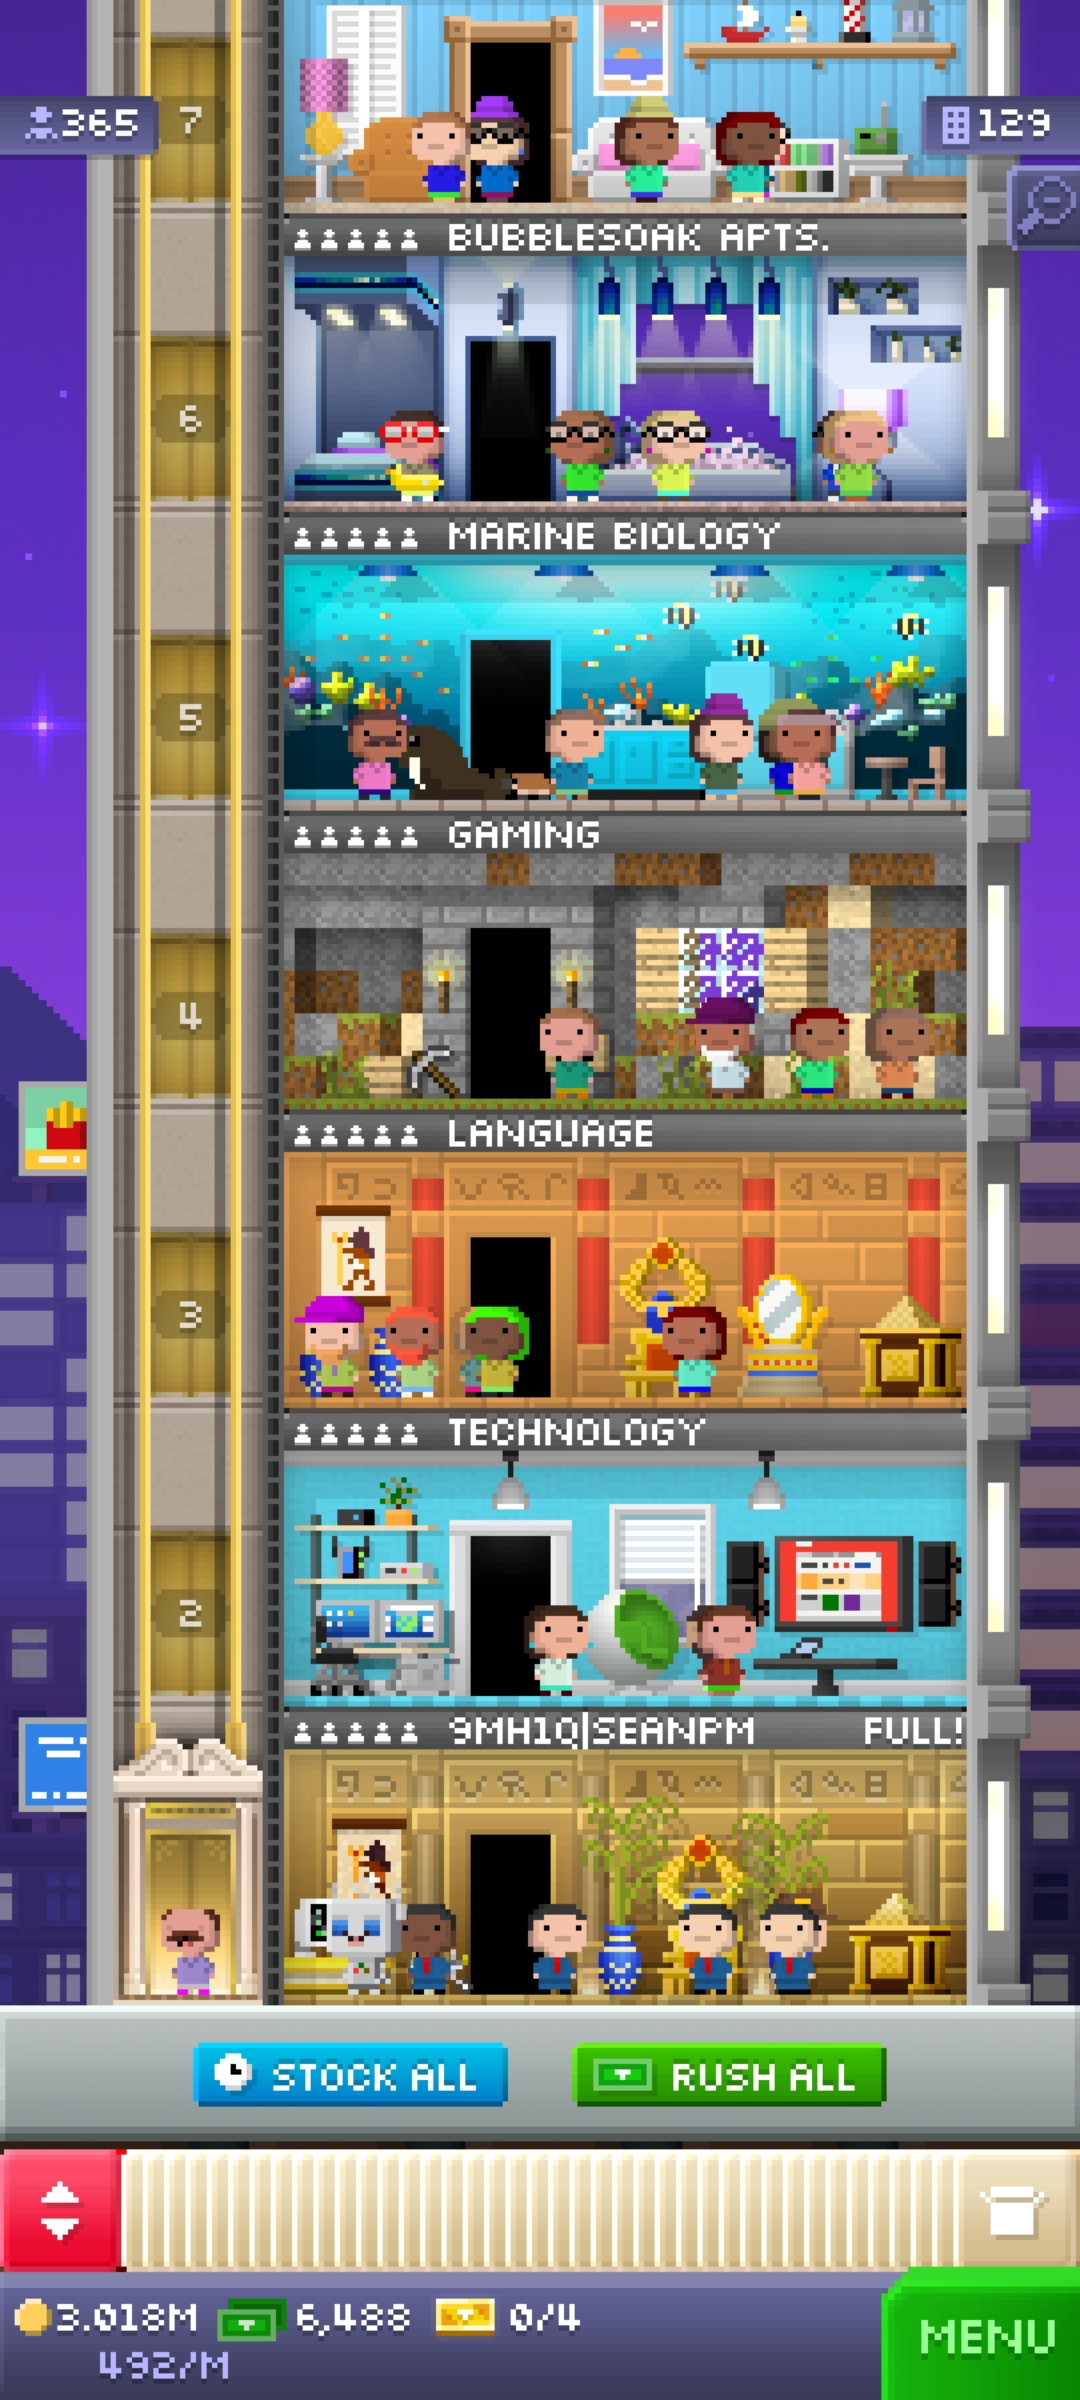 365
7
129
BUBBLESOAK APTS.
6
MARINE BIOLOGY
5
GAMING
4
LANGUAGE
3
TECHNOLOGY
2
9MH1Q|SEANPM FULL!
STOCK ALL
RUSH ALL
3.018M 6,488 0/4
492/M
MENU